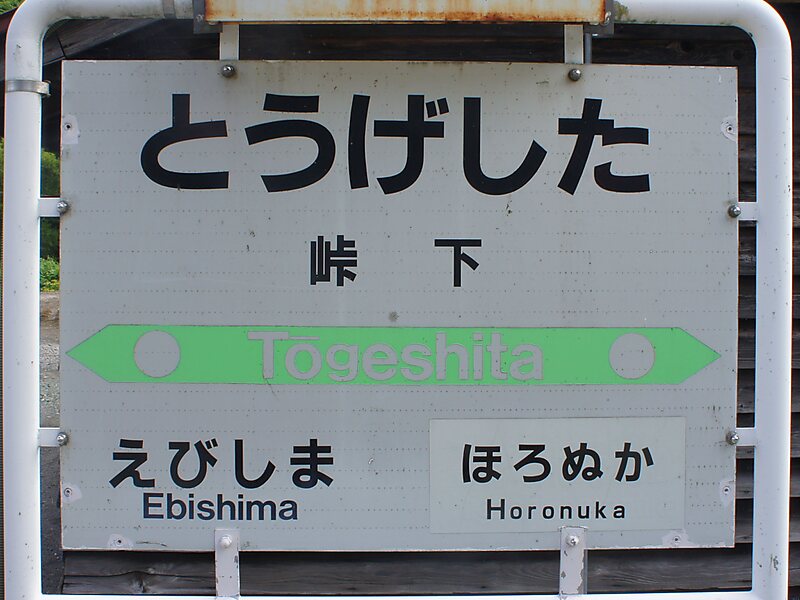 とうげした
峠下
Tōgeshita
えびしま
Ebishima
ほろぬか
Horonuka